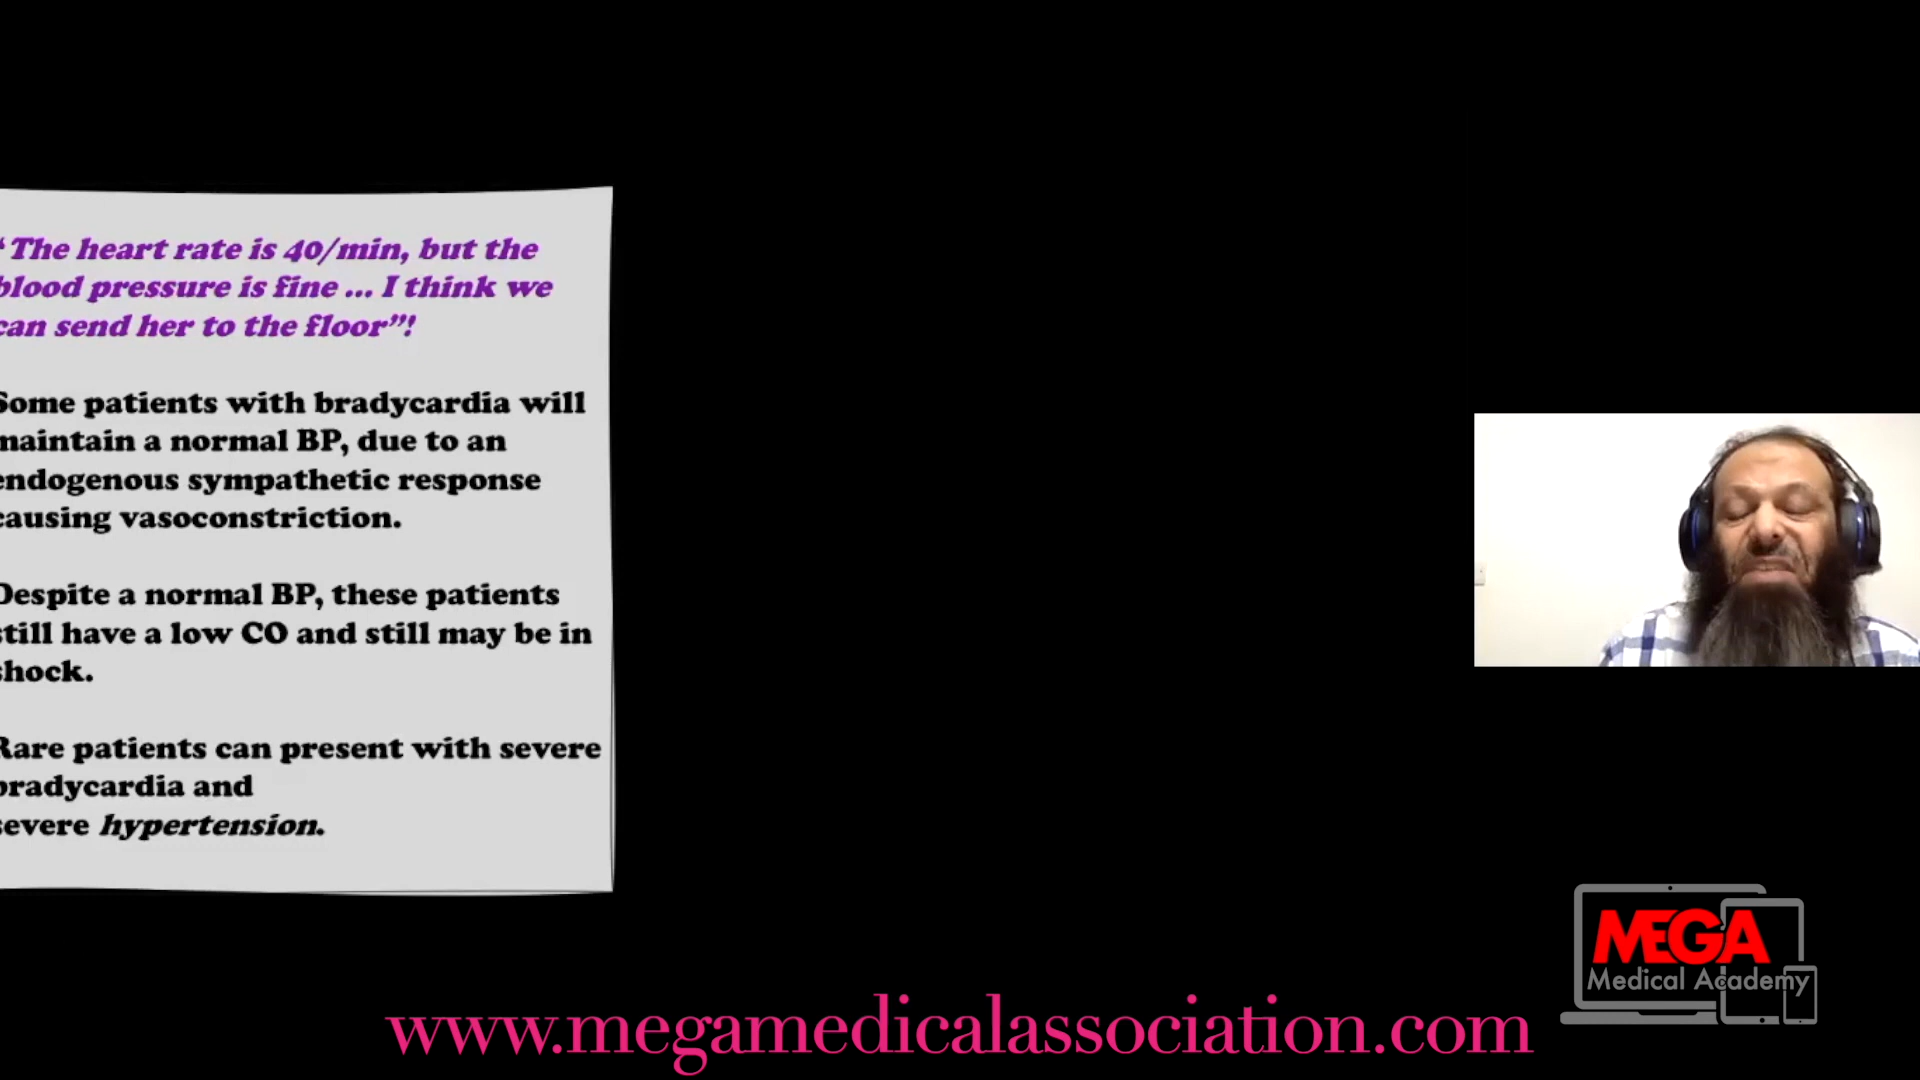 “The heart rate is 40/min, but the
blood pressure is fine ... I think we
can send her to the floor”!
Some patients with bradycardia will
maintain a normal BP, due to an
endogenous sympathetic response
causing vasoconstriction.
Despite a normal BP, these patients
still have a low CO and still may be in
shock.
Rare patients can present with severe
bradycardia and
severe hypertension.
MEGA
Medical Academy
www.megamedicalassociation.com